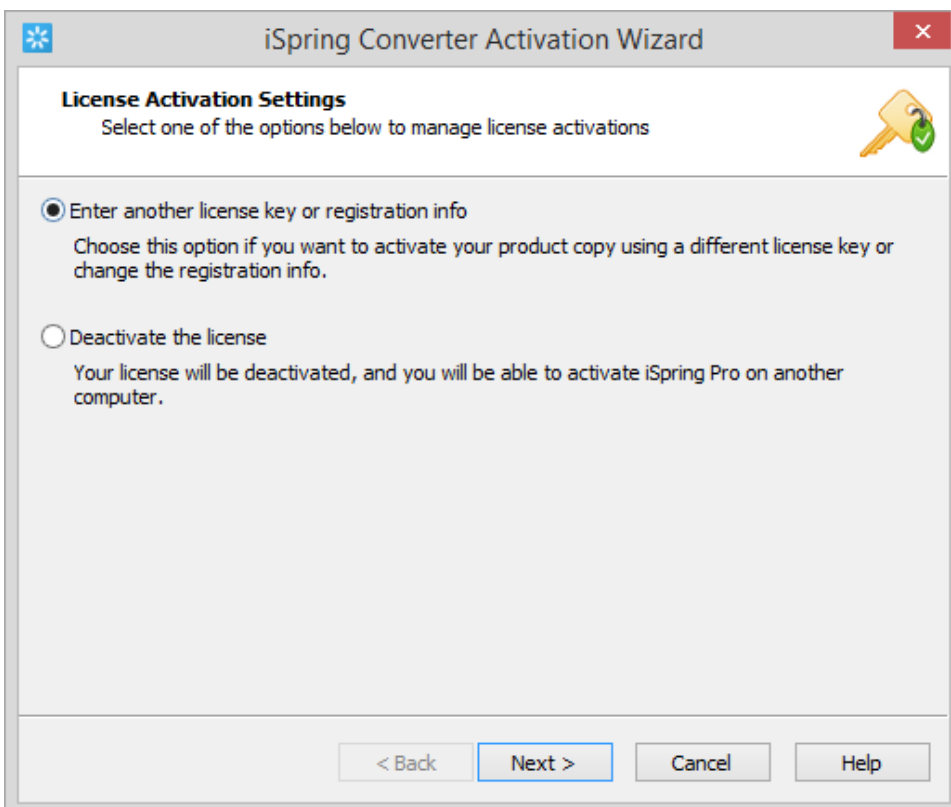 iSpring Converter Activation Wizard
License Activation Settings
Select one of the options below to manage license activations
Enter another license key or registration info
Choose this option if you want to activate your product copy using a different license key or
change the registration info.
Deactivate the license
Your license will be deactivated, and you will be able to activate iSpring Pro on another
computer.
< Back Next > Cancel Help